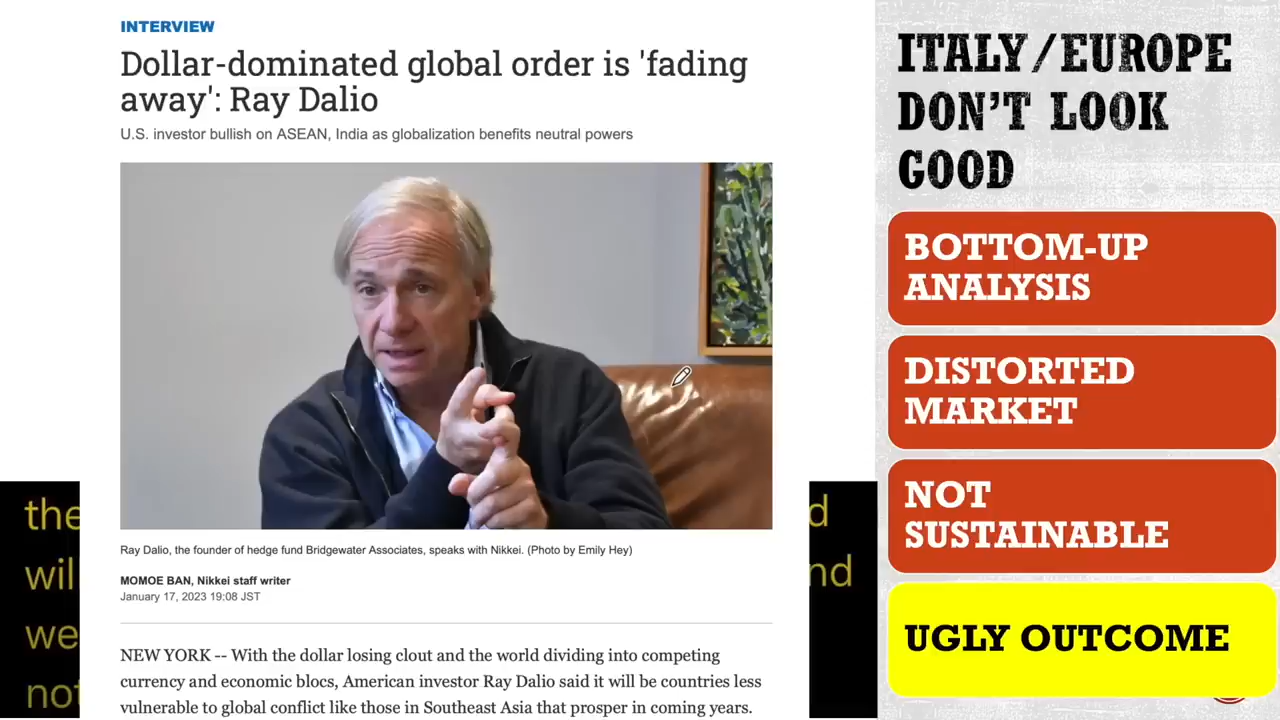 INTERVIEW
Dollar-dominated global order is 'fading
away': Ray Dalio
U.S. investor bullish on ASEAN, India as globalization benefits neutral powers
Ray Dalio, the founder of hedge fund Bridgewater Associates, speaks with Nikkei. (Photo by Emily Hey)
MOMOE BAN, Nikkei staff writer
January 17, 2023 19:08 JST
NEW YORK -- With the dollar losing clout and the world dividing into competing
currency and economic blocs, American investor Ray Dalio said it will be countries less
vulnerable to global conflict like those in Southeast Asia that prosper in coming years.
ITALY/EUROPE
DON'T LOOK
GOOD
BOTTOM-UP
ANALYSIS
DISTORTED
MARKET
NOT
SUSTAINABLE
UGLY OUTCOME